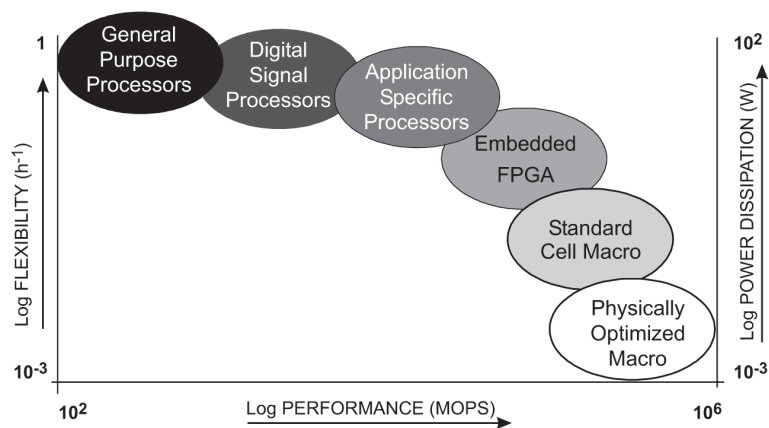 General
Purpose
Processors
Digital
Signal
Processors
Application
Specific
Processors
Embedded
FPGA
Standard
Cell Macro
Physically
Optimized
Macro
1
Log FLEXIBILITY (h-1)
10-3
10²
Log PERFORMANCE (MOPS)
10⁶
10²
Log POWER DISSIPATION (W)
10-3